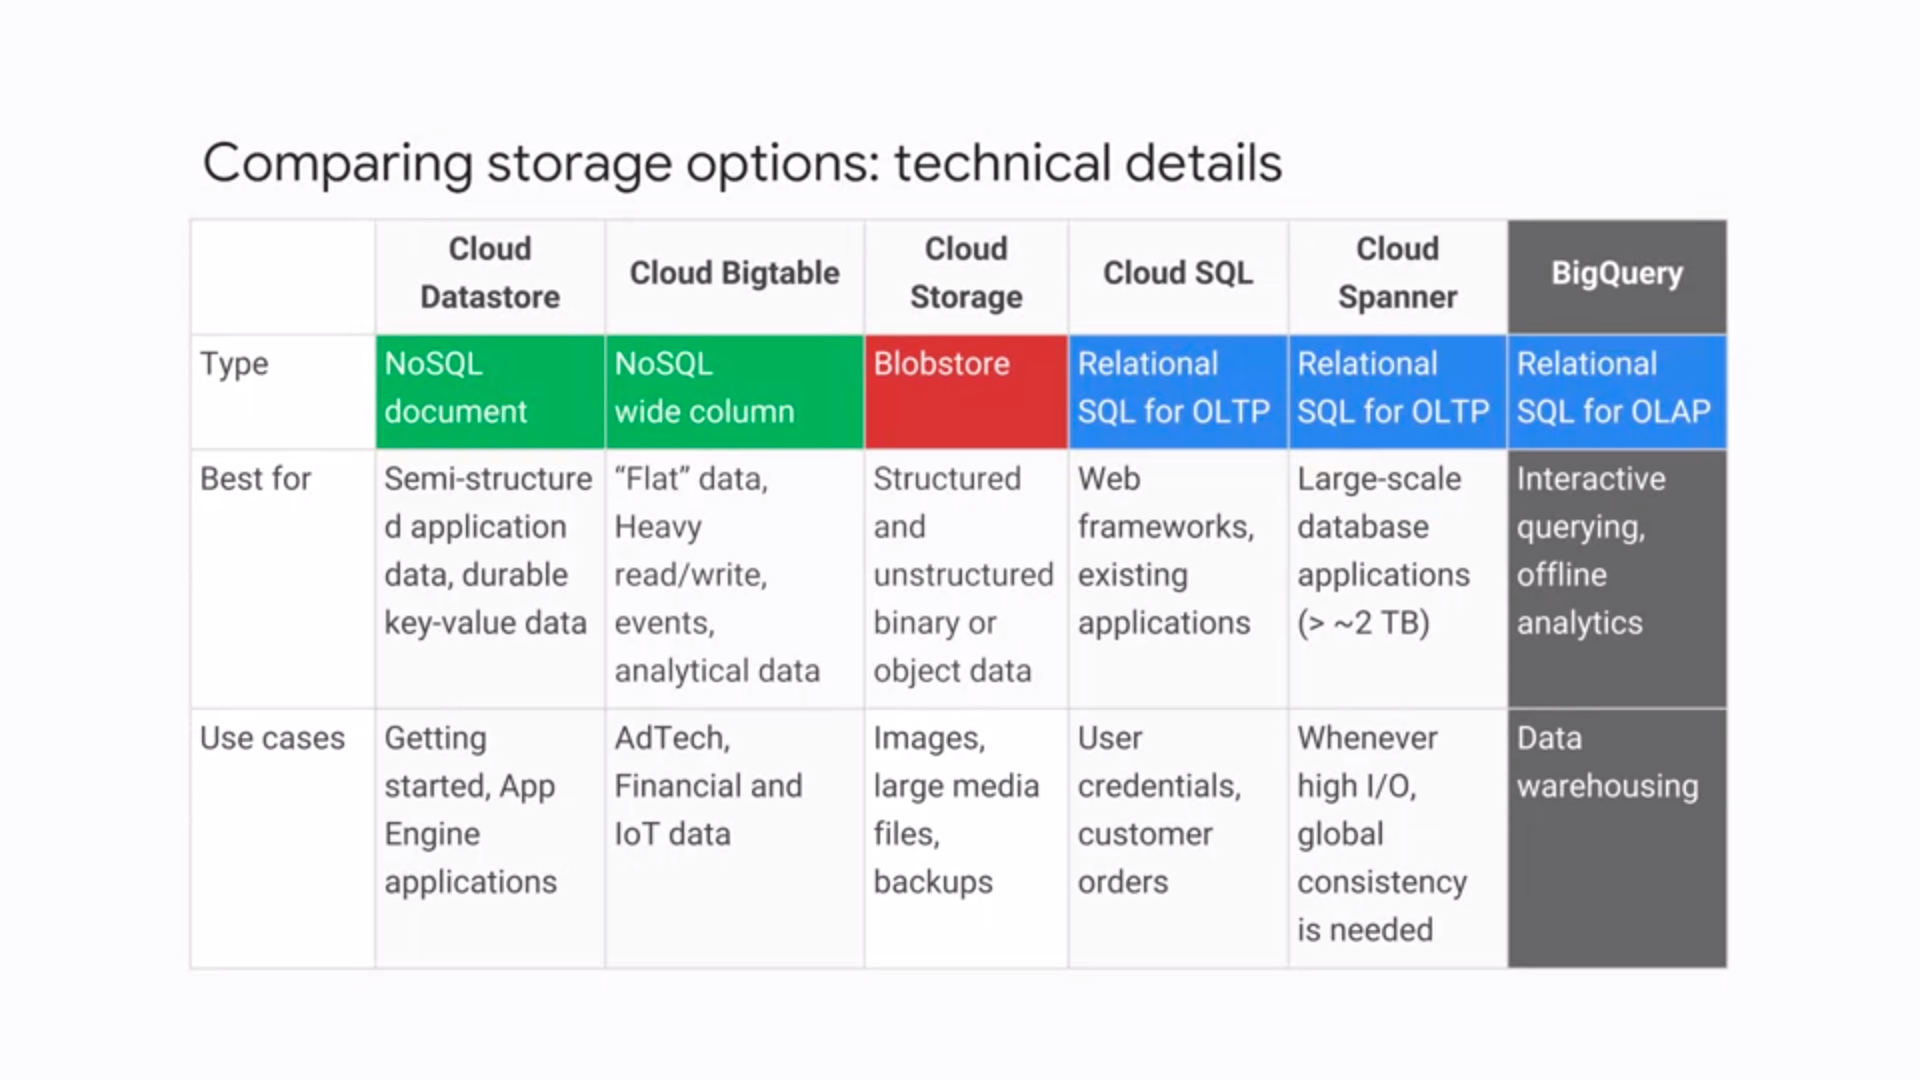 Comparing storage options: technical details
Cloud
Datastore
Cloud Bigtable
Cloud
Storage
Cloud SQL
Cloud
Spanner
BigQuery
Type
NoSQL
document
NoSQL
wide column
Blobstore
Relational
SQL for OLTP
Relational
SQL for OLTP
Relational
SQL for OLAP
Best for
Semi-structure
d application
data, durable
key-value data
“Flat” data,
Heavy
read/write,
events,
analytical data
Structured
and
unstructured
binary or
object data
Web
frameworks,
existing
applications
Large-scale
database
applications
(> ~2 TB)
Interactive
querying,
offline
analytics
Use cases
Getting
started, App
Engine
applications
AdTech,
Financial and
IoT data
Images,
large media
files,
backups
User
credentials,
customer
orders
Whenever
high I/O,
global
consistency
is needed
Data
warehousing